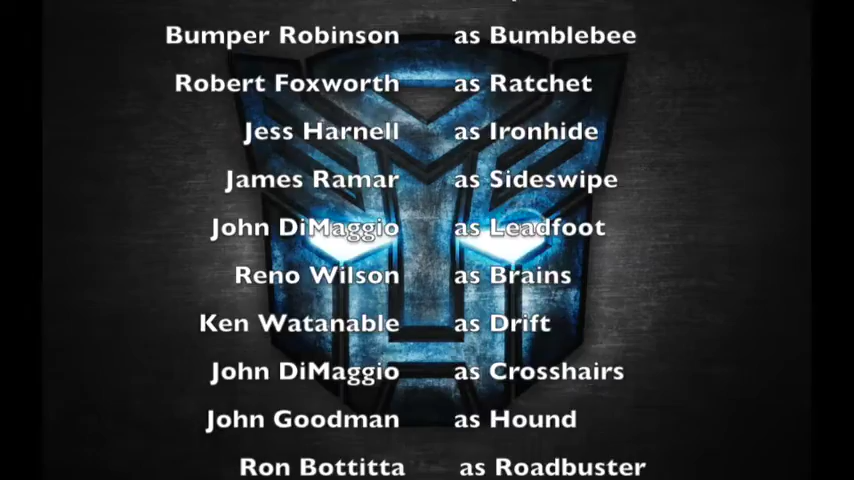 Bumper Robinson as Bumblebee
Robert Foxworth as Ratchet
Jess Harnell as Ironhide
James Ramar as Sideswipe
John DiMaggio as Leadfoot
Reno Wilson as Brains
Ken Watanable as Drift
John DiMaggio as Crosshairs
John Goodman as Hound
Ron Bottitta as Roadbuster